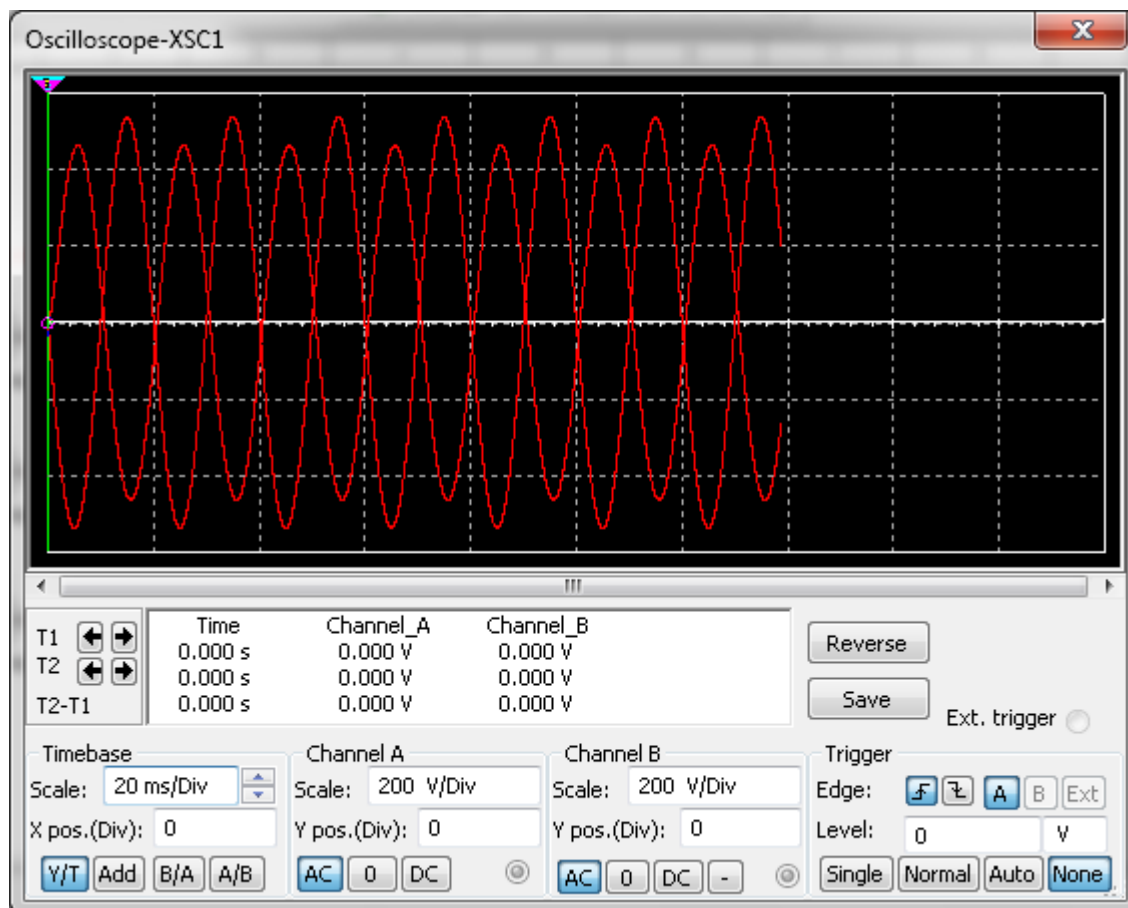 Oscilloscope-XSC1
Time Channel_A Channel_B
T1 0.000 s 0.000 V 0.000 V
T2 0.000 s 0.000 V 0.000 V
T2-T1 0.000 s 0.000 V 0.000 V
Reverse
Save
Ext. trigger
Timebase
Scale: 20 ms/Div
X pos.(Div): 0
Y/T Add B/A A/B
Channel A
Scale: 200 V/Div
Y pos.(Div): 0
AC 0 DC
Channel B
Scale: 200 V/Div
Y pos.(Div): 0
AC 0 DC -
Trigger
Edge: A B Ext
Level: 0 V
Single Normal Auto None